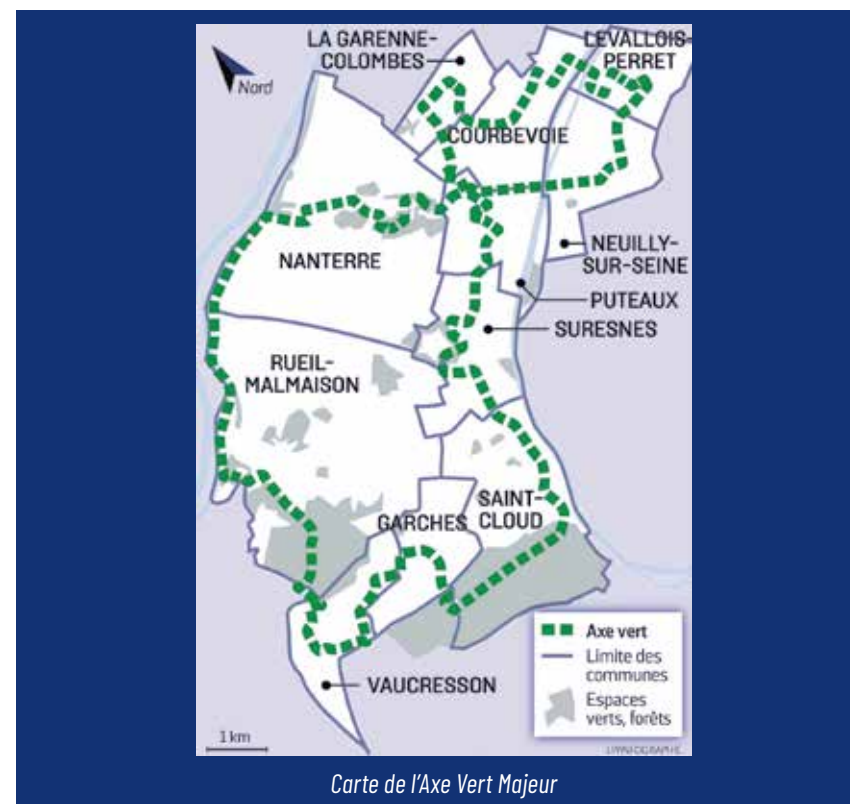 Nord
LA GARENNE-
COLOMBES
LEVALLOIS-
PERRET
COURBEVOIE
NANTERRE
NEUILLY-
SUR-SEINE
PUTEAUX
SURESNES
RUEIL-
MALMAISON
SAINT-
CLOUD
GARCHES
VAUCRESSON
Axe vert
Limite des
communes
Espaces
verts, forêts
1 km
Carte de l'Axe Vert Majeur